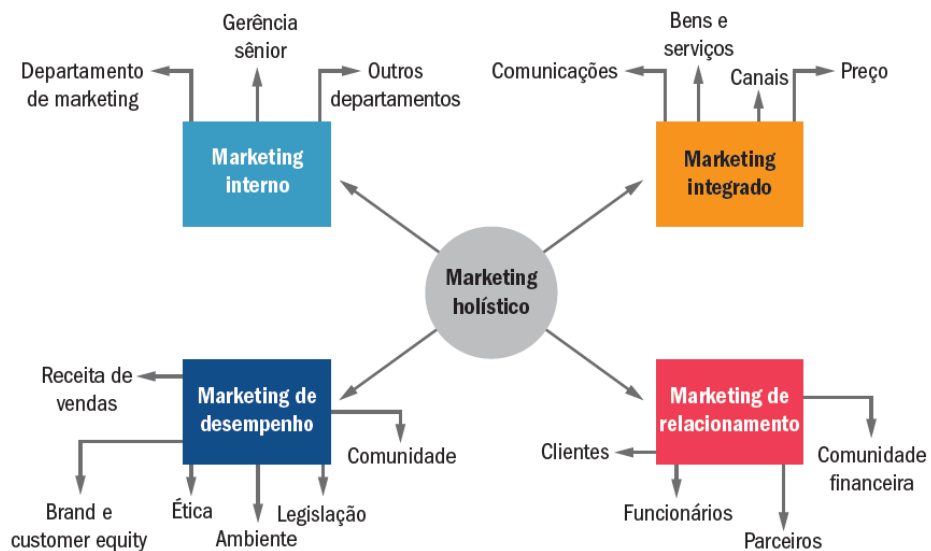 Gerência
sênior
Departamento
de marketing
Outros
departamentos
Marketing
interno
Bens e
serviços
Comunicações
Canais
Preço
Marketing
integrado
Marketing
holístico
Receita de
vendas
Marketing de
desempenho
Comunidade
Brand e
customer equity
Ética
Ambiente
Legislação
Marketing de
relacionamento
Clientes
Funcionários
Parceiros
Comunidade
financeira